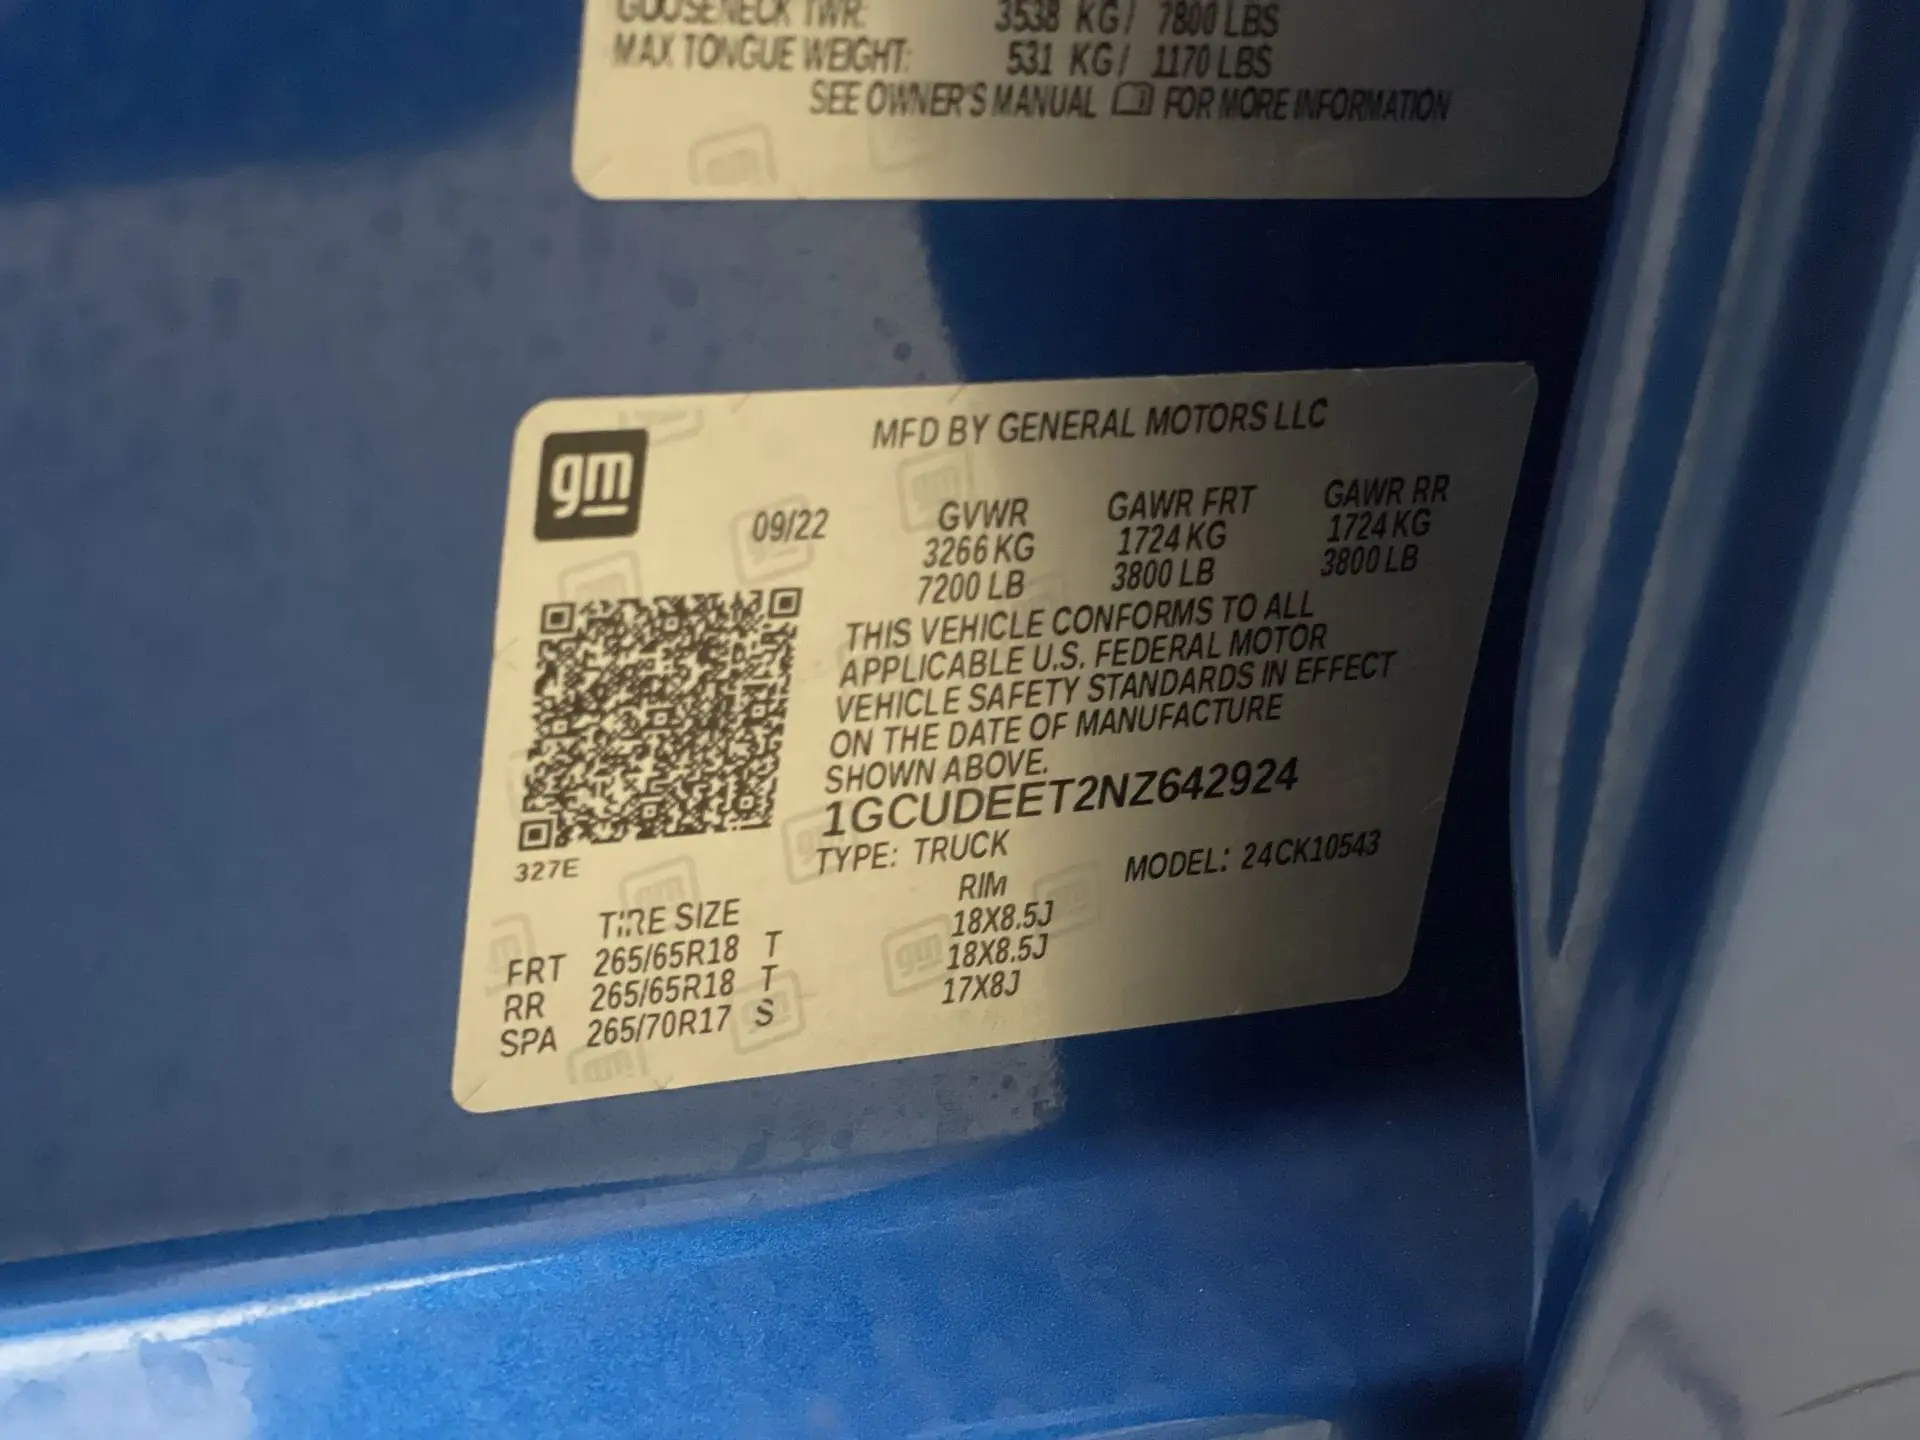 GOOSENECK TWR: 3538 KG/ 7800 LBS
MAX TONGUE WEIGHT: 531 KG/ 1170 LBS
SEE OWNER'S MANUAL FOR MORE INFORMATION
gm
MFD BY GENERAL MOTORS LLC
09/22 GVWR GAWR FRT GAWR RR
3266 KG 1724 KG 1724 KG
7200 LB 3800 LB 3800 LB
THIS VEHICLE CONFORMS TO ALL
APPLICABLE U.S. FEDERAL MOTOR
VEHICLE SAFETY STANDARDS IN EFFECT
ON THE DATE OF MANUFACTURE
SHOWN ABOVE.
1GCUDEET2NZ642924
327E
TYPE: TRUCK MODEL: 24CK10543
TIRE SIZE RIM
FRT 265/65R18 T 18X8.5J
RR 265/65R18 T 18X8.5J
SPA 265/70R17 S 17X8J